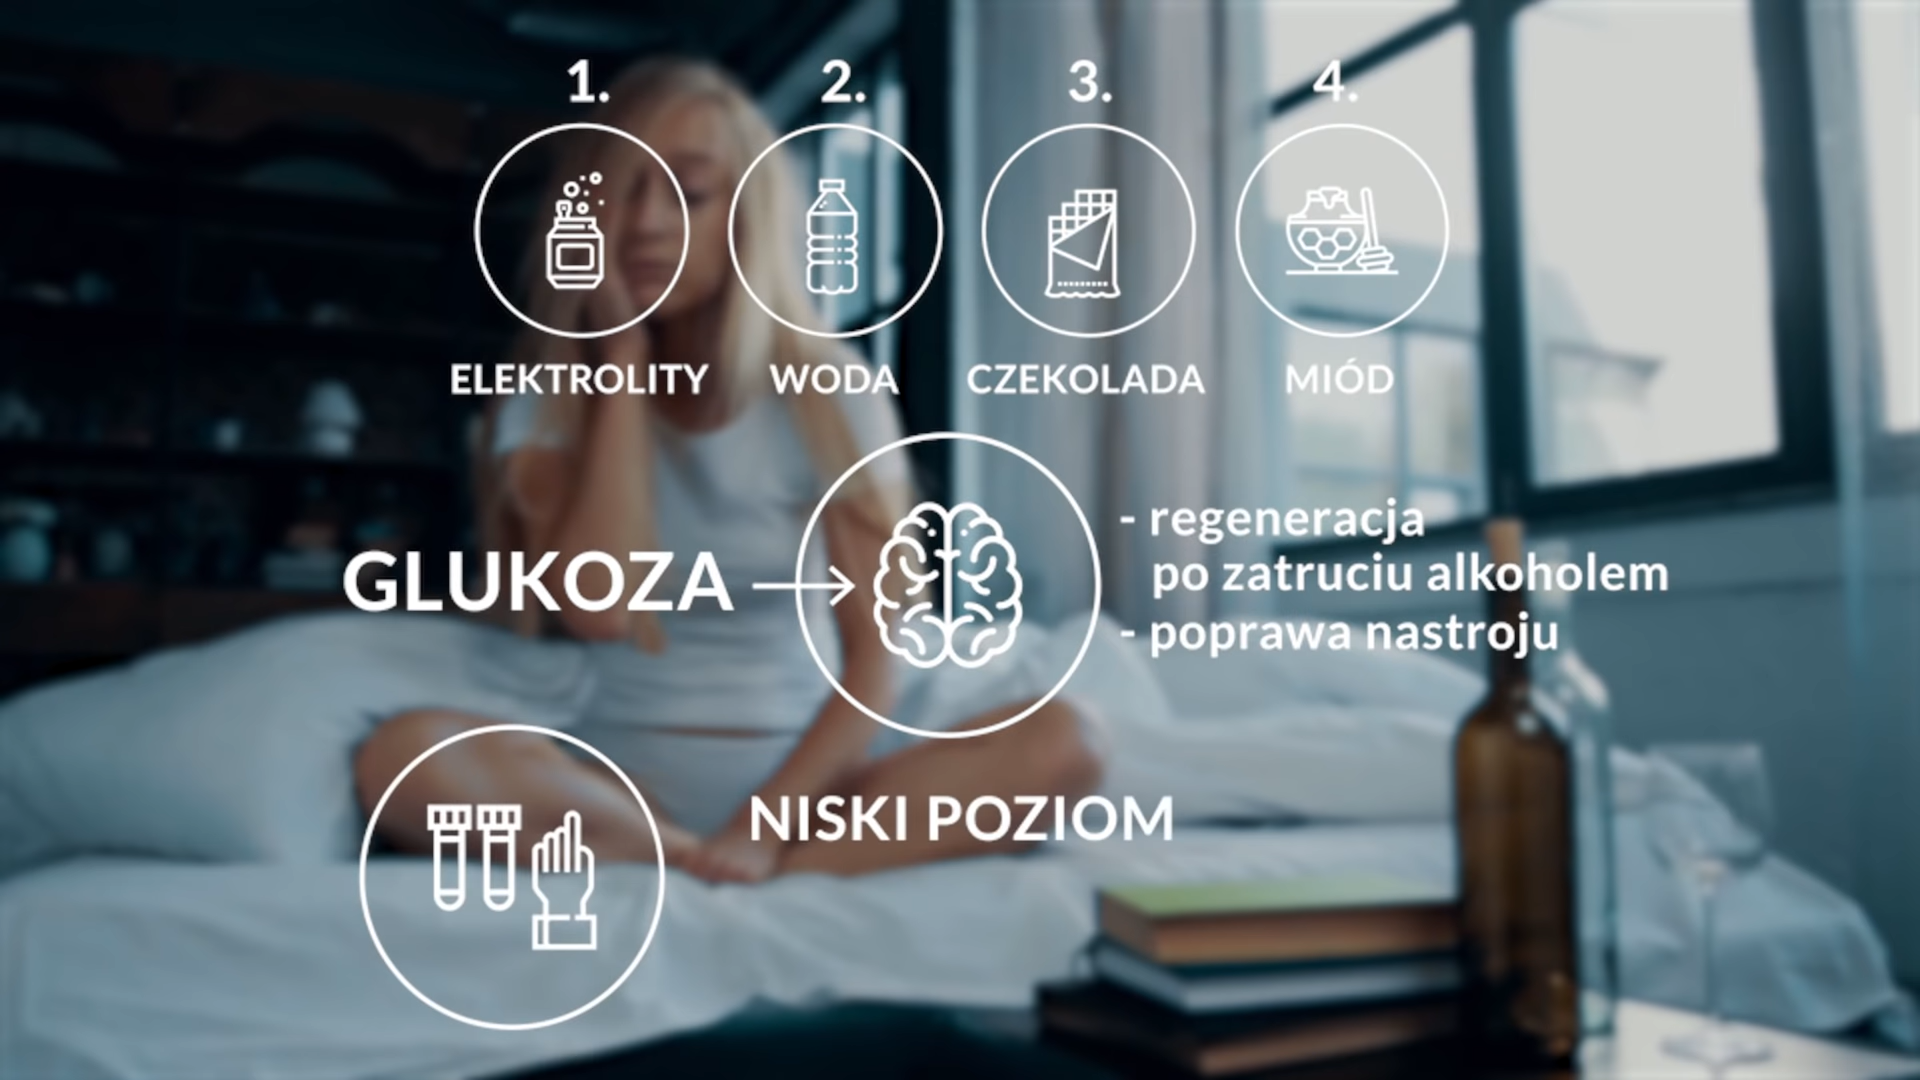 1. 2. 3. 4.
ELEKTROLITY WODA CZEKOLADA MIÓD
GLUKOZA
- regeneracja
po zatruciu alkoholem
- poprawa nastroju
NISKI POZIOM